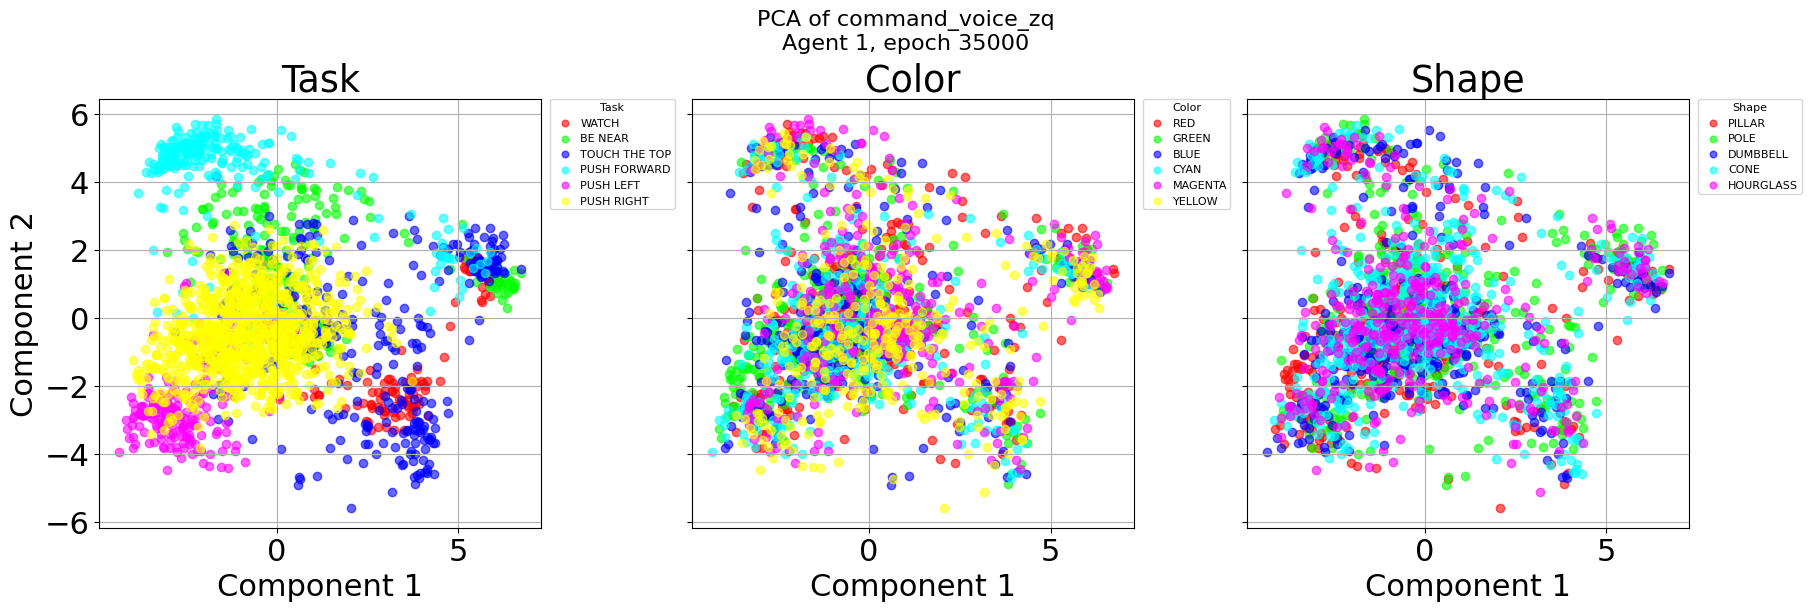 PCA of command_voice_zq
Agent 1, epoch 35000
Task
Color
Shape
Task
WATCH
BE NEAR
TOUCH THE TOP
PUSH FORWARD
PUSH LEFT
PUSH RIGHT
Color
RED
GREEN
BLUE
CYAN
MAGENTA
YELLOW
Shape
PILLAR
POLE
DUMBBELL
CONE
HOURGLASS
Component 2
6
4
2
0
−2
−4
−6
0 5
0 5
0 5
Component 1
Component 1
Component 1